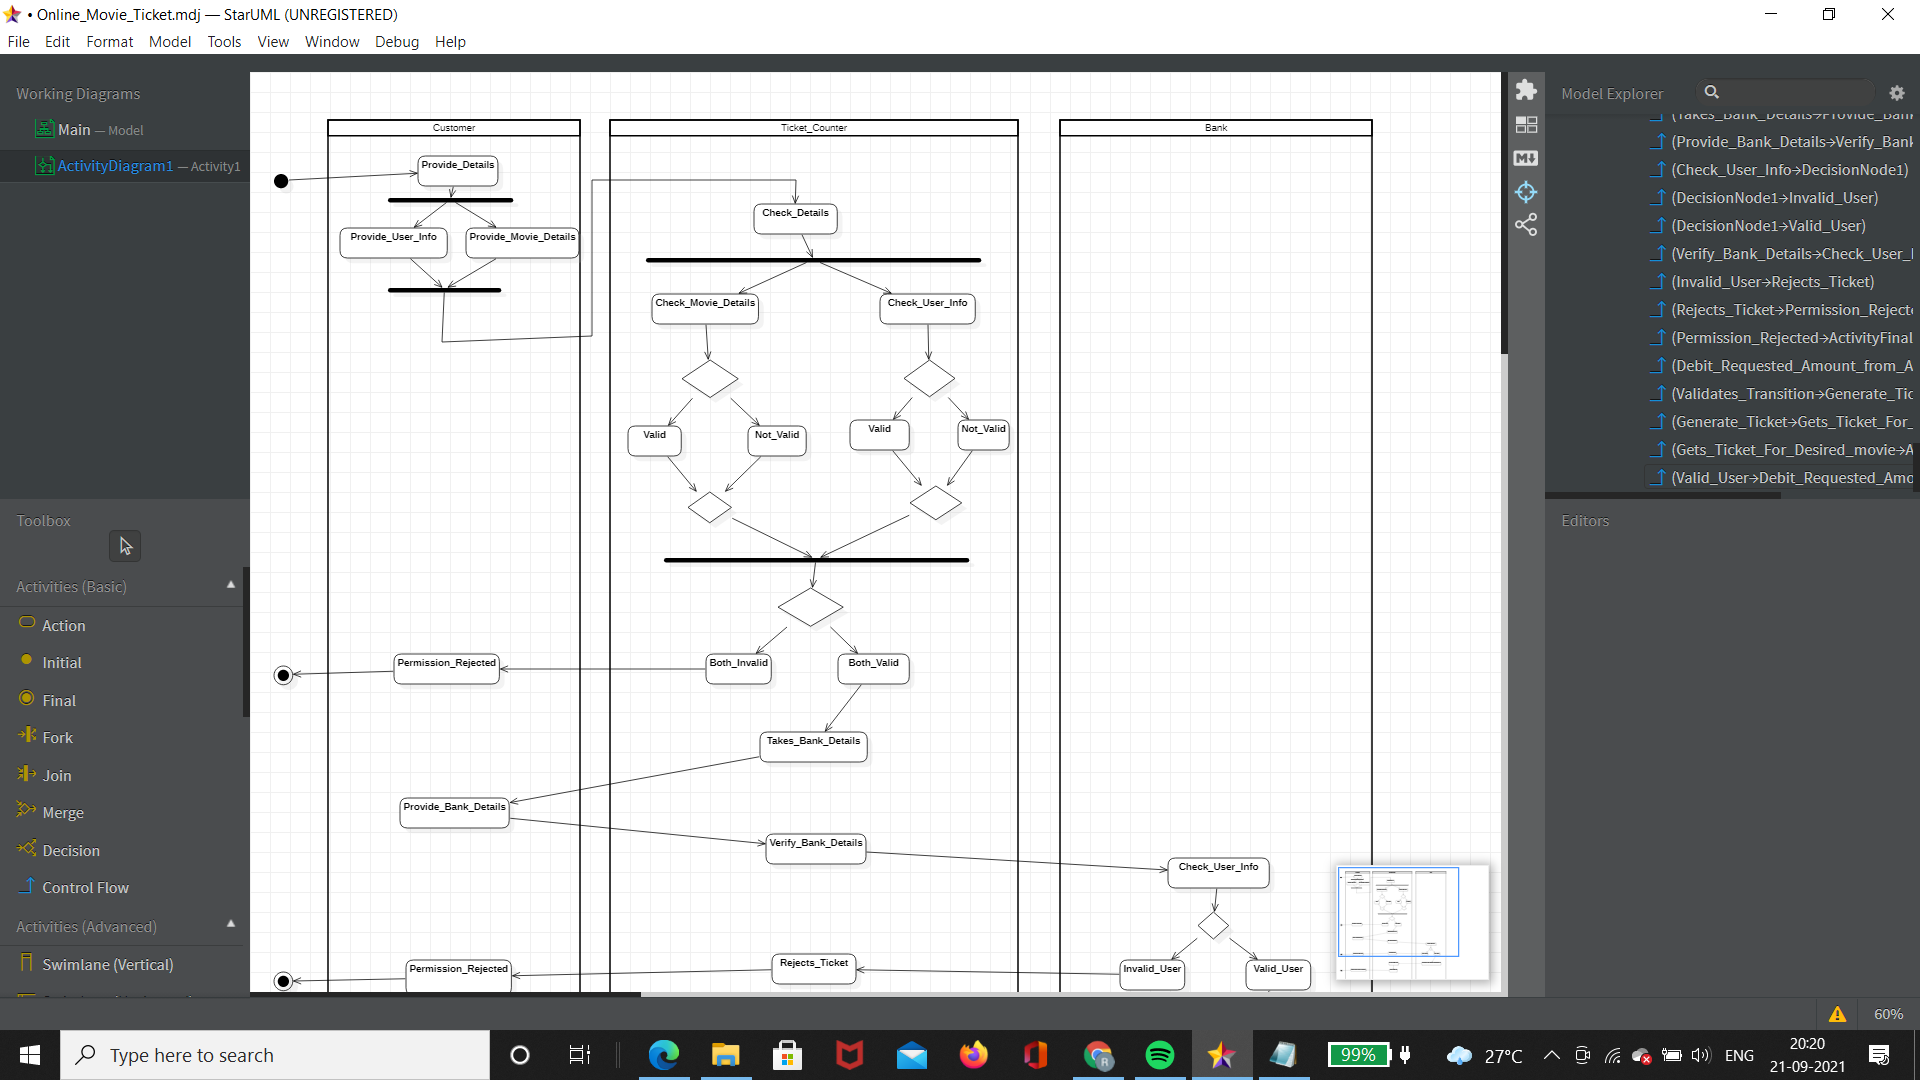 • Online_Movie_Ticket.mdj — StarUML (UNREGISTERED)
File Edit Format Model Tools View Window Debug Help
Working Diagrams
Main — Model
ActivityDiagram1 — Activity1
Toolbox
Activities (Basic)
Action
Initial
Final
Fork
Join
Merge
Decision
Control Flow
Activities (Advanced)
Swimlane (Vertical)
Customer
Ticket_Counter
Bank
Provide_Details
Provide_User_Info
Provide_Movie_Details
Check_Details
Check_Movie_Details
Check_User_Info
Valid
Not_Valid
Valid
Not_Valid
Permission_Rejected
Both_Invalid
Both_Valid
Takes_Bank_Details
Provide_Bank_Details
Verify_Bank_Details
Check_User_Info
Permission_Rejected
Rejects_Ticket
Invalid_User
Valid_User
M
Model Explorer
(Takes_Bank_Details→Provide_Bank
(Provide_Bank_Details→Verify_Bank
(Check_User_Info→DecisionNode1)
(DecisionNode1→Invalid_User)
(DecisionNode1→Valid_User)
(Verify_Bank_Details→Check_User_I
(Invalid_User→Rejects_Ticket)
(Rejects_Ticket→Permission_Rejecte
(Permission_Rejected→ActivityFinal
(Debit_Requested_Amount_from_A
(Validates_Transition→Generate_Tic
(Generate_Ticket→Gets_Ticket_For_
(Gets_Ticket_For_Desired_movie→A
(Valid_User→Debit_Requested_Amo
Editors
60%
Type here to search
R
99%
27°C
ENG
20:20
21-09-2021